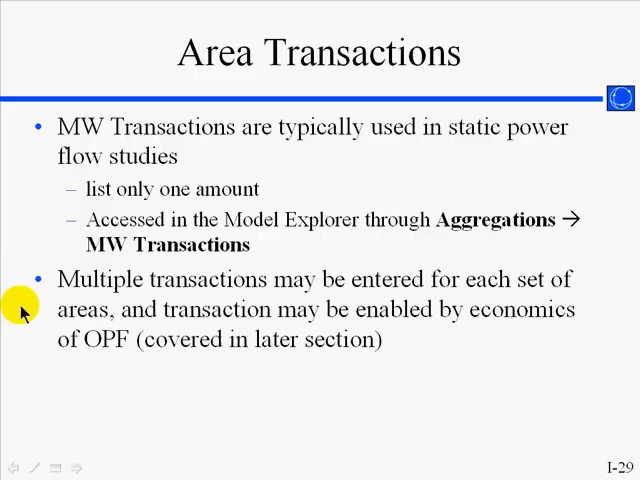 Area Transactions
• MW Transactions are typically used in static power
flow studies
– list only one amount
– Accessed in the Model Explorer through Aggregations →
MW Transactions
• Multiple transactions may be entered for each set of
areas, and transaction may be enabled by economics
of OPF (covered in later section)
I-29